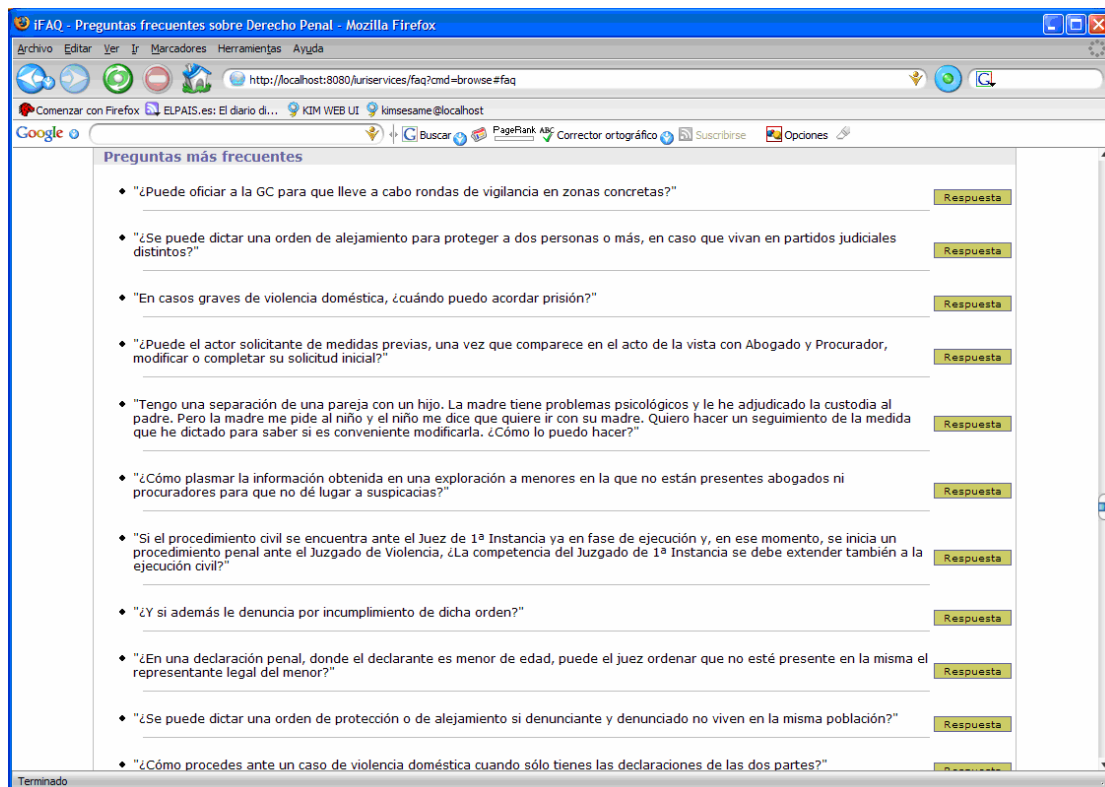 iFAQ - Preguntas frecuentes sobre Derecho Penal - Mozilla Firefox
Archivo Editar Ver Ir Marcadores Herramientas Ayuda
http://localhost:8080/iuriservices/faq?cmd=browse#faq
Comenzar con Firefox ELPAIS.es: El diario di... KIM WEB UI kimsesame@localhost
Google Buscar PageRank ABC Corrector ortográfico Suscribirse Opciones
Preguntas más frecuentes
"¿Puede oficiar a la GC para que lleve a cabo rondas de vigilancia en zonas concretas?"
Respuesta
"¿Se puede dictar una orden de alejamiento para proteger a dos personas o más, en caso que vivan en partidos judiciales
distintos?"
Respuesta
"En casos graves de violencia doméstica, ¿cuándo puedo acordar prisión?"
Respuesta
"¿Puede el actor solicitante de medidas previas, una vez que comparece en el acto de la vista con Abogado y Procurador,
modificar o completar su solicitud inicial?"
Respuesta
"Tengo una separación de una pareja con un hijo. La madre tiene problemas psicológicos y le he adjudicado la custodia al
padre. Pero la madre me pide al niño y el niño me dice que quiere ir con su madre. Quiero hacer un seguimiento de la medida
que he dictado para saber si es conveniente modificarla. ¿Cómo lo puedo hacer?"
Respuesta
"¿Cómo plasmar la información obtenida en una exploración a menores en la que no están presentes abogados ni
procuradores para que no dé lugar a suspicacias?"
Respuesta
"Si el procedimiento civil se encuentra ante el Juez de 1ª Instancia ya en fase de ejecución y, en ese momento, se inicia un
procedimiento penal ante el Juzgado de Violencia, ¿La competencia del Juzgado de 1ª Instancia se debe extender también a la
ejecución civil?"
Respuesta
"¿Y si además le denuncia por incumplimiento de dicha orden?"
Respuesta
"¿En una declaración penal, donde el declarante es menor de edad, puede el juez ordenar que no esté presente en la misma el
representante legal del menor?"
Respuesta
"¿Se puede dictar una orden de protección o de alejamiento si denunciante y denunciado no viven en la misma población?"
Respuesta
"¿Cómo procedes ante un caso de violencia doméstica cuando sólo tienes las declaraciones de las dos partes?"
Respuesta
Terminado